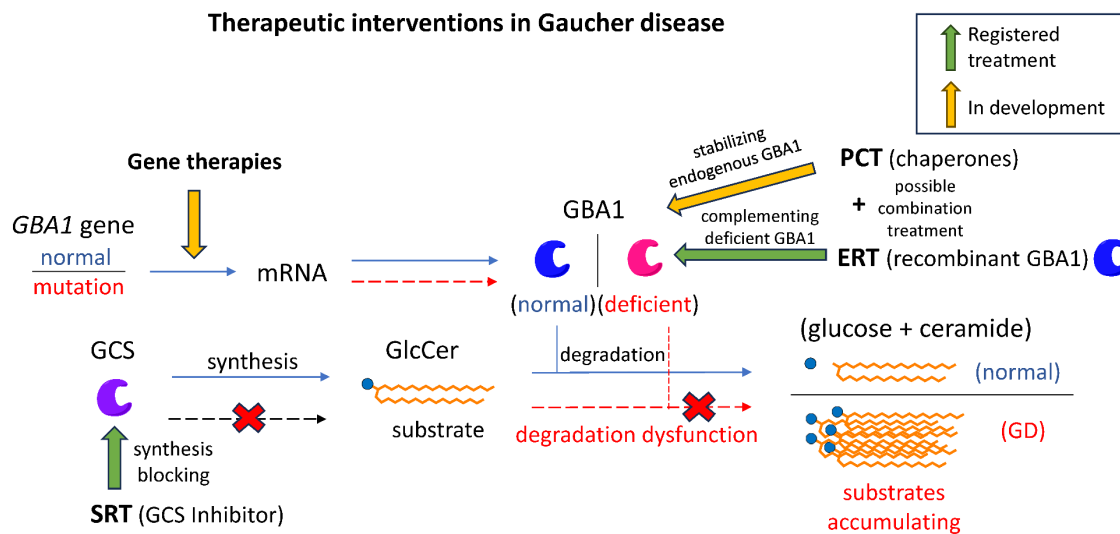 Therapeutic interventions in Gaucher disease
Registered
treatment
In development
Gene therapies
GBA1 gene
normal
mutation
mRNA
GBA1
(normal)(deficient)
stabilizing
endogenous GBA1
complementing
deficient GBA1
PCT (chaperones)
+
possible
combination
treatment
ERT (recombinant GBA1)
GCS
synthesis
GlcCer
substrate
degradation
degradation dysfunction
synthesis
blocking
SRT (GCS Inhibitor)
(glucose + ceramide)
(normal)
(GD)
substrates
accumulating